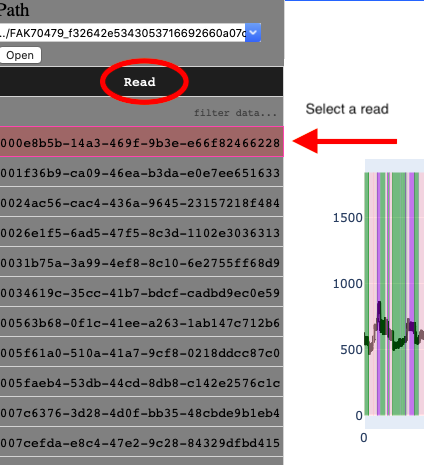 Path
../FAK70479_f32642e5343053716692660a07d
Open
Read
filter data...
Select a read
000e8b5b-14a3-469f-9b3e-e66f82466228
001f36b9-ca09-46ea-b3da-e0e7ee651633
0024ac56-cac4-436a-9645-23157218f484
0026e1f5-6ad5-47f5-8c3d-1102e3036313
0031b75a-3a99-4ef8-8c10-6e2755ff68d9
0034619c-35cc-41b7-bdcf-cadbd9ec0e59
00563b68-0f1c-41ee-a263-1ab147c712b6
005f61a0-510a-41a7-9cf8-0218ddcc87c0
005faeb4-53db-44cd-8db8-c142e2576c1c
007c6376-3d28-4d0f-bb35-48cbde9b1eb4
007cefda-e8c4-47e2-9c28-84329dfbd415
1500
1000
500
0
0